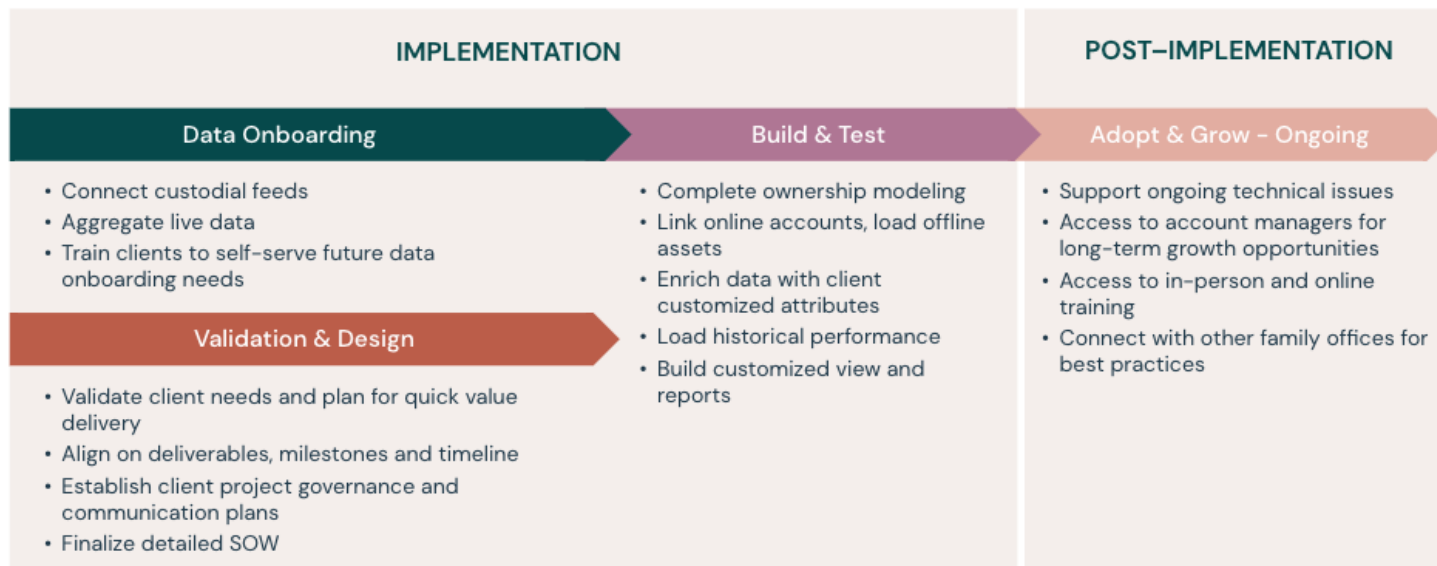 IMPLEMENTATION
Data Onboarding
• Connect custodial feeds
• Aggregate live data
• Train clients to self-serve future data
onboarding needs
Validation & Design
• Validate client needs and plan for quick value
delivery
• Align on deliverables, milestones and timeline
• Establish client project governance and
communication plans
• Finalize detailed SOW
Build & Test
• Complete ownership modeling
• Link online accounts, load offline
assets
• Enrich data with client
customized attributes
• Load historical performance
• Build customized view and
reports
POST–IMPLEMENTATION
Adopt & Grow - Ongoing
• Support ongoing technical issues
• Access to account managers for
long-term growth opportunities
• Access to in-person and online
training
• Connect with other family offices for
best practices